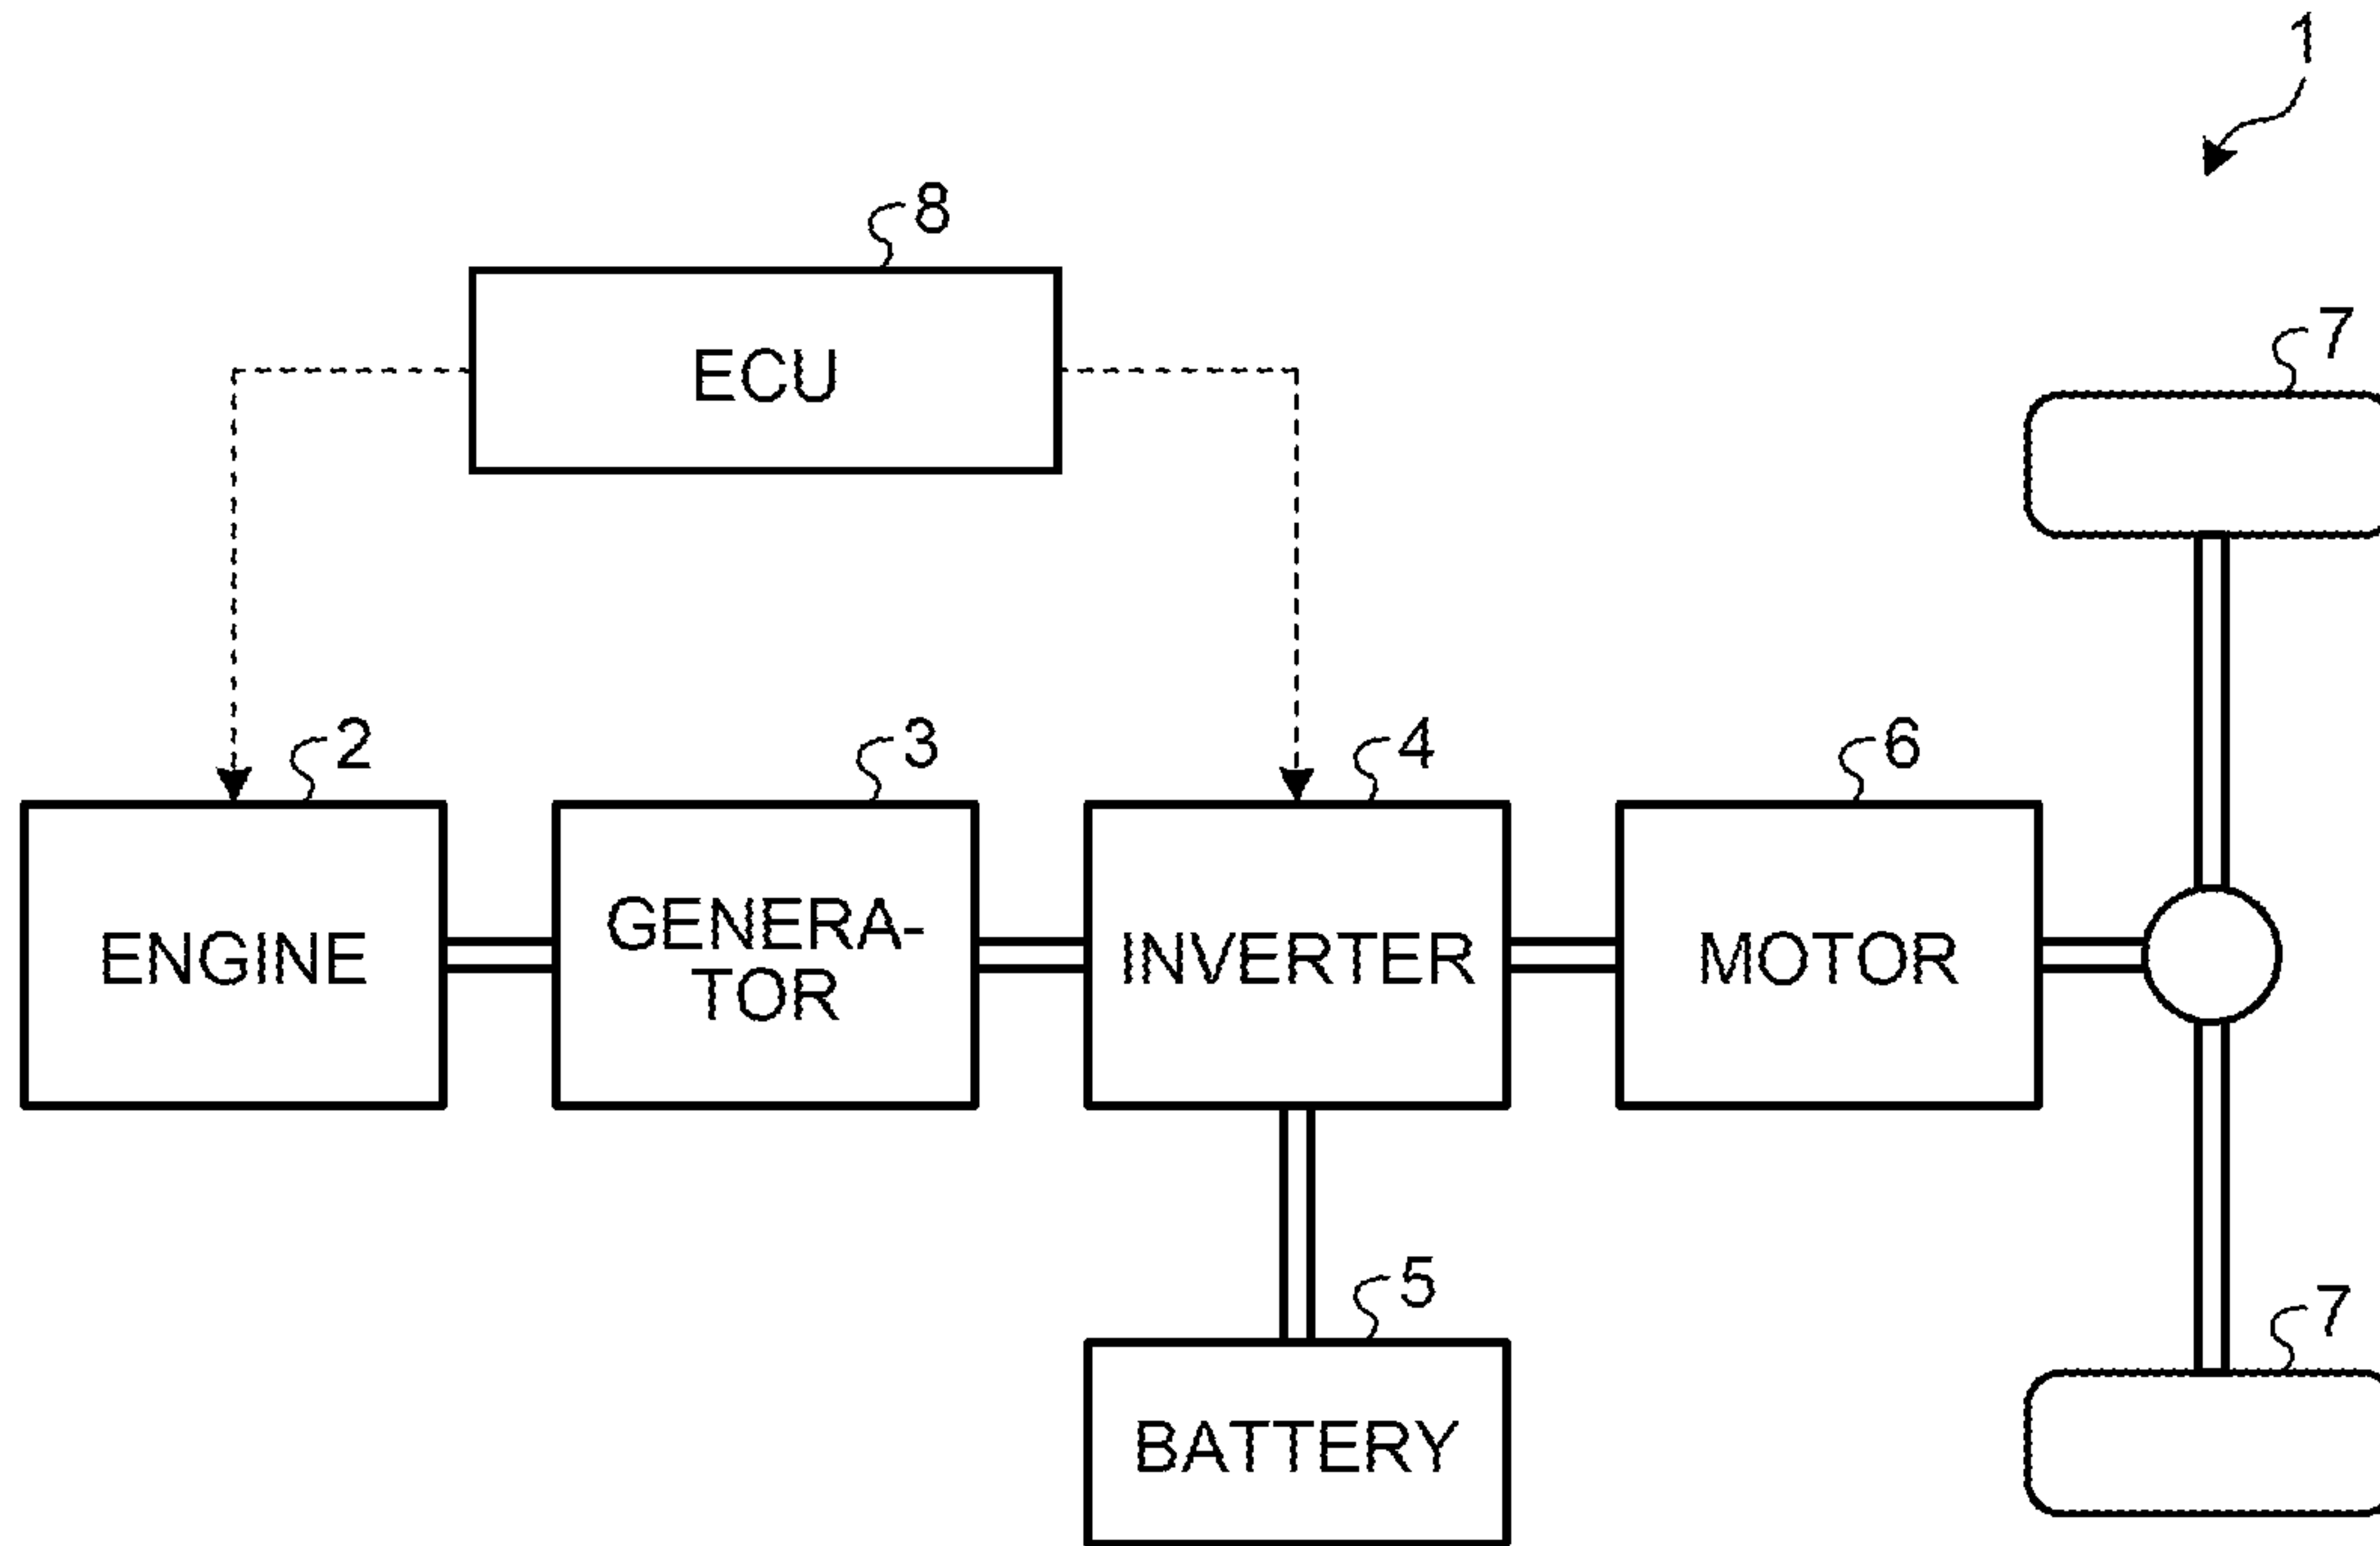 1
8
ECU
7
2
3
4
6
ENGINE
GENERA-
TOR
INVERTER
MOTOR
5
7
BATTERY